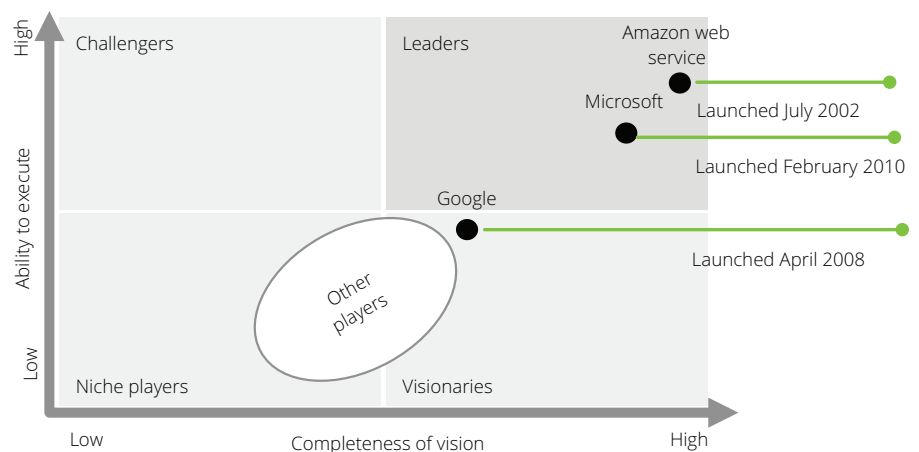 High
Challengers
Leaders
Amazon web
service
Microsoft
Launched July 2002
Launched February 2010
Google
Launched April 2008
Ability to execute
Other
players
Low
Niche players
Visionaries
Low
Completeness of vision
High